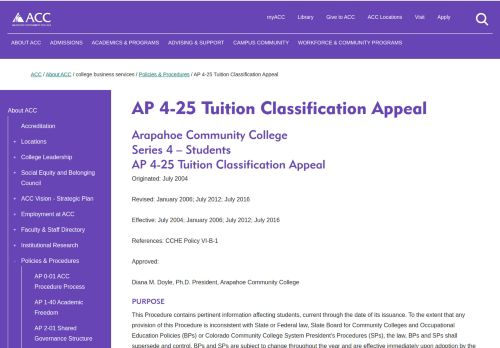 ACC
ARAPAHOE COMMUNITY COLLEGE
myACC Library Give to ACC ACC Locations Visit Apply
ABOUT ACC ADMISSIONS ACADEMICS & PROGRAMS ADVISING & SUPPORT CAMPUS COMMUNITY WORKFORCE & COMMUNITY PROGRAMS
ACC / About ACC / college business services / Policies & Procedures / AP 4-25 Tuition Classification Appeal
About ACC
Accreditation
+ Locations
+ College Leadership
+ Social Equity and Belonging
Council
+ ACC Vision - Strategic Plan
+ Employment at ACC
+ Faculty & Staff Directory
+ Institutional Research
- Policies & Procedures
AP 0-01 ACC
Procedure Process
AP 1-40 Academic
Freedom
AP 2-01 Shared
Governance Structure
AP 4-25 Tuition Classification Appeal
Arapahoe Community College
Series 4 – Students
AP 4-25 Tuition Classification Appeal
Originated: July 2004
Revised: January 2006; July 2012; July 2016
Effective: July 2004; January 2006; July 2012; July 2016
References: CCHE Policy VI-B-1
Approved:
Diana M. Doyle, Ph.D. President, Arapahoe Community College
PURPOSE
This Procedure contains pertinent information affecting students, current through the date of its issuance. To the extent that any
provision of this Procedure is inconsistent with State or Federal law, State Board for Community Colleges and Occupational
Education Policies (BPs) or Colorado Community College System President's Procedures (SPs); the law, BPs and SPs shall
supersede and control. BPs and SPs are subject to change throughout the year and are effective immediately upon adoption by the